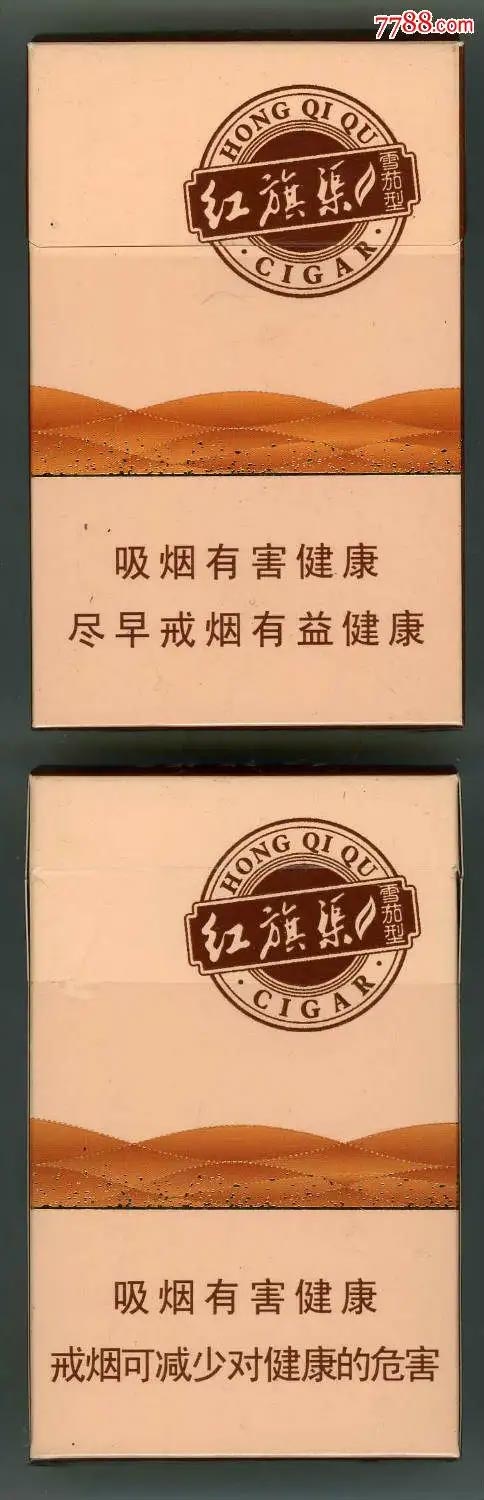 7788.com
HONG QI QU
红旗渠
雪茄型
CIGAR
吸烟有害健康
尽早戒烟有益健康
HONG QI QU
红旗渠
雪茄型
CIGAR
吸烟有害健康
戒烟可减少对健康的危害